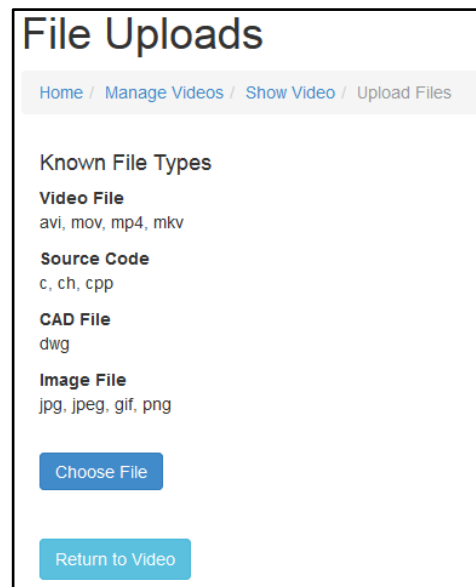 File Uploads
Home / Manage Videos / Show Video / Upload Files
Known File Types
Video File
avi, mov, mp4, mkv
Source Code
c, ch, cpp
CAD File
dwg
Image File
jpg, jpeg, gif, png
Choose File
Return to Video